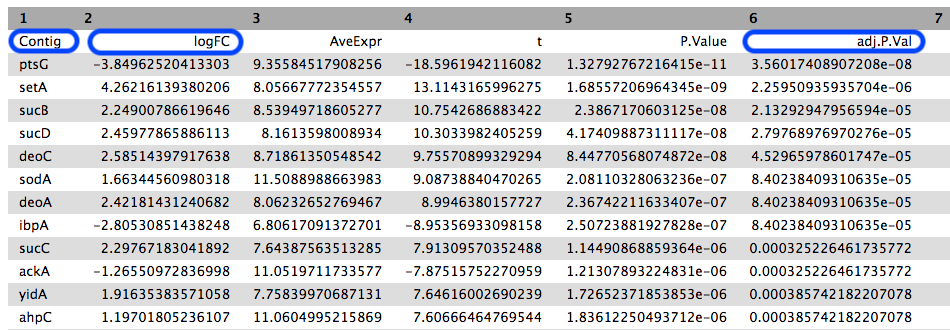 1 2 3 4 5 6 7
Contig logFC AveExpr t P.Value adj.P.Val
ptsG −3.84962520413303 9.35584517908256 −18.5961942116082 1.32792767216415e−11 3.56017408907208e−08
setA 4.26216139380206 8.05667772354557 13.1143165996275 1.68557206964345e−09 2.25950935935704e−06
sucB 2.24900786619646 8.53949718605277 10.7542686883422 2.3867170603125e−08 2.13292947956594e−05
sucD 2.45977865886113 8.1613598008934 10.3033982405259 4.17409887311117e−08 2.79768976970276e−05
deoC 2.58514397917638 8.71861350548542 9.75570899329294 8.44770568074872e−08 4.52965978601747e−05
sodA 1.66344560980318 11.5088988663983 9.08738840470265 2.08110328063236e−07 8.40238409310635e−05
deoA 2.42181431240682 8.06232652769467 8.9946380157727 2.36742211633407e−07 8.40238409310635e−05
ibpA −2.80530851438248 6.80617091372701 −8.95356933098158 2.50723881927828e−07 8.40238409310635e−05
sucC 2.29767183041892 7.64387563513285 7.91309570352488 1.14490868859364e−06 0.000325226461735772
ackA −1.26550972836998 11.0519711733577 −7.87515752270959 1.21307893224831e−06 0.000325226461735772
yidA 1.91635383571058 7.75839970687131 7.64616002690239 1.72652371853853e−06 0.000385742182207078
ahpC 1.19701805236107 11.0604995215869 7.60666464769544 1.83612250493712e−06 0.000385742182207078